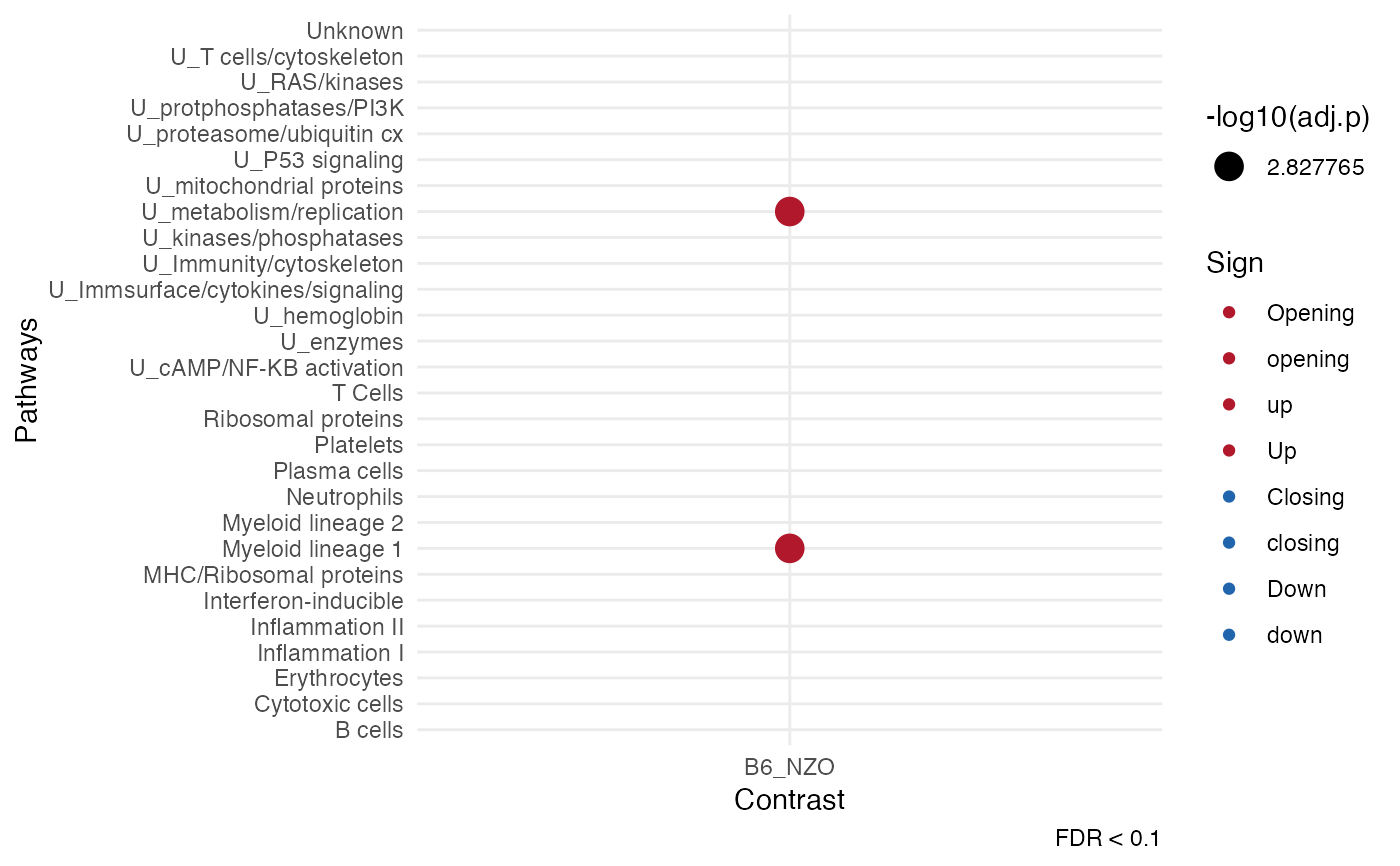 Unknown
U_T cells/cytoskeleton
U_RAS/kinases
U_protphosphatases/PI3K
U_proteasome/ubiquitin cx
U_P53 signaling
U_mitochondrial proteins
U_metabolism/replication
U_kinases/phosphatases
U_Immunity/cytoskeleton
U_Immsurface/cytokines/signaling
U_hemoglobin
U_enzymes
U_cAMP/NF-KB activation
T Cells
Ribosomal proteins
Platelets
Plasma cells
Neutrophils
Myeloid lineage 2
Myeloid lineage 1
MHC/Ribosomal proteins
Interferon-inducible
Inflammation II
Inflammation I
Erythrocytes
Cytotoxic cells
B cells
Pathways
B6_NZO
Contrast
FDR < 0.1
-log10(adj.p)
2.827765
Sign
Opening
opening
up
Up
Closing
closing
Down
down